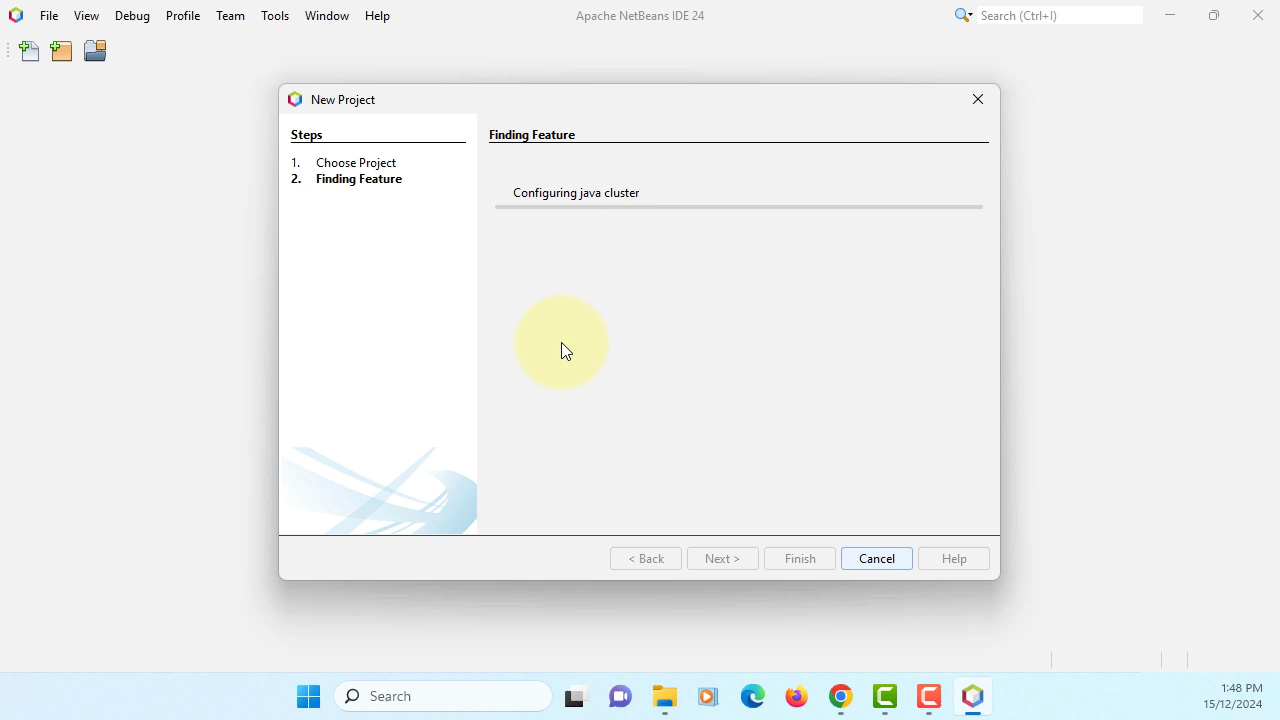 File View Debug Profile Team Tools Window Help
Apache NetBeans IDE 24
Search (Ctrl+I)
New Project
Steps
1. Choose Project
2. Finding Feature
Finding Feature
Configuring java cluster
< Back Next > Finish Cancel Help
Search
1:48 PM
15/12/2024